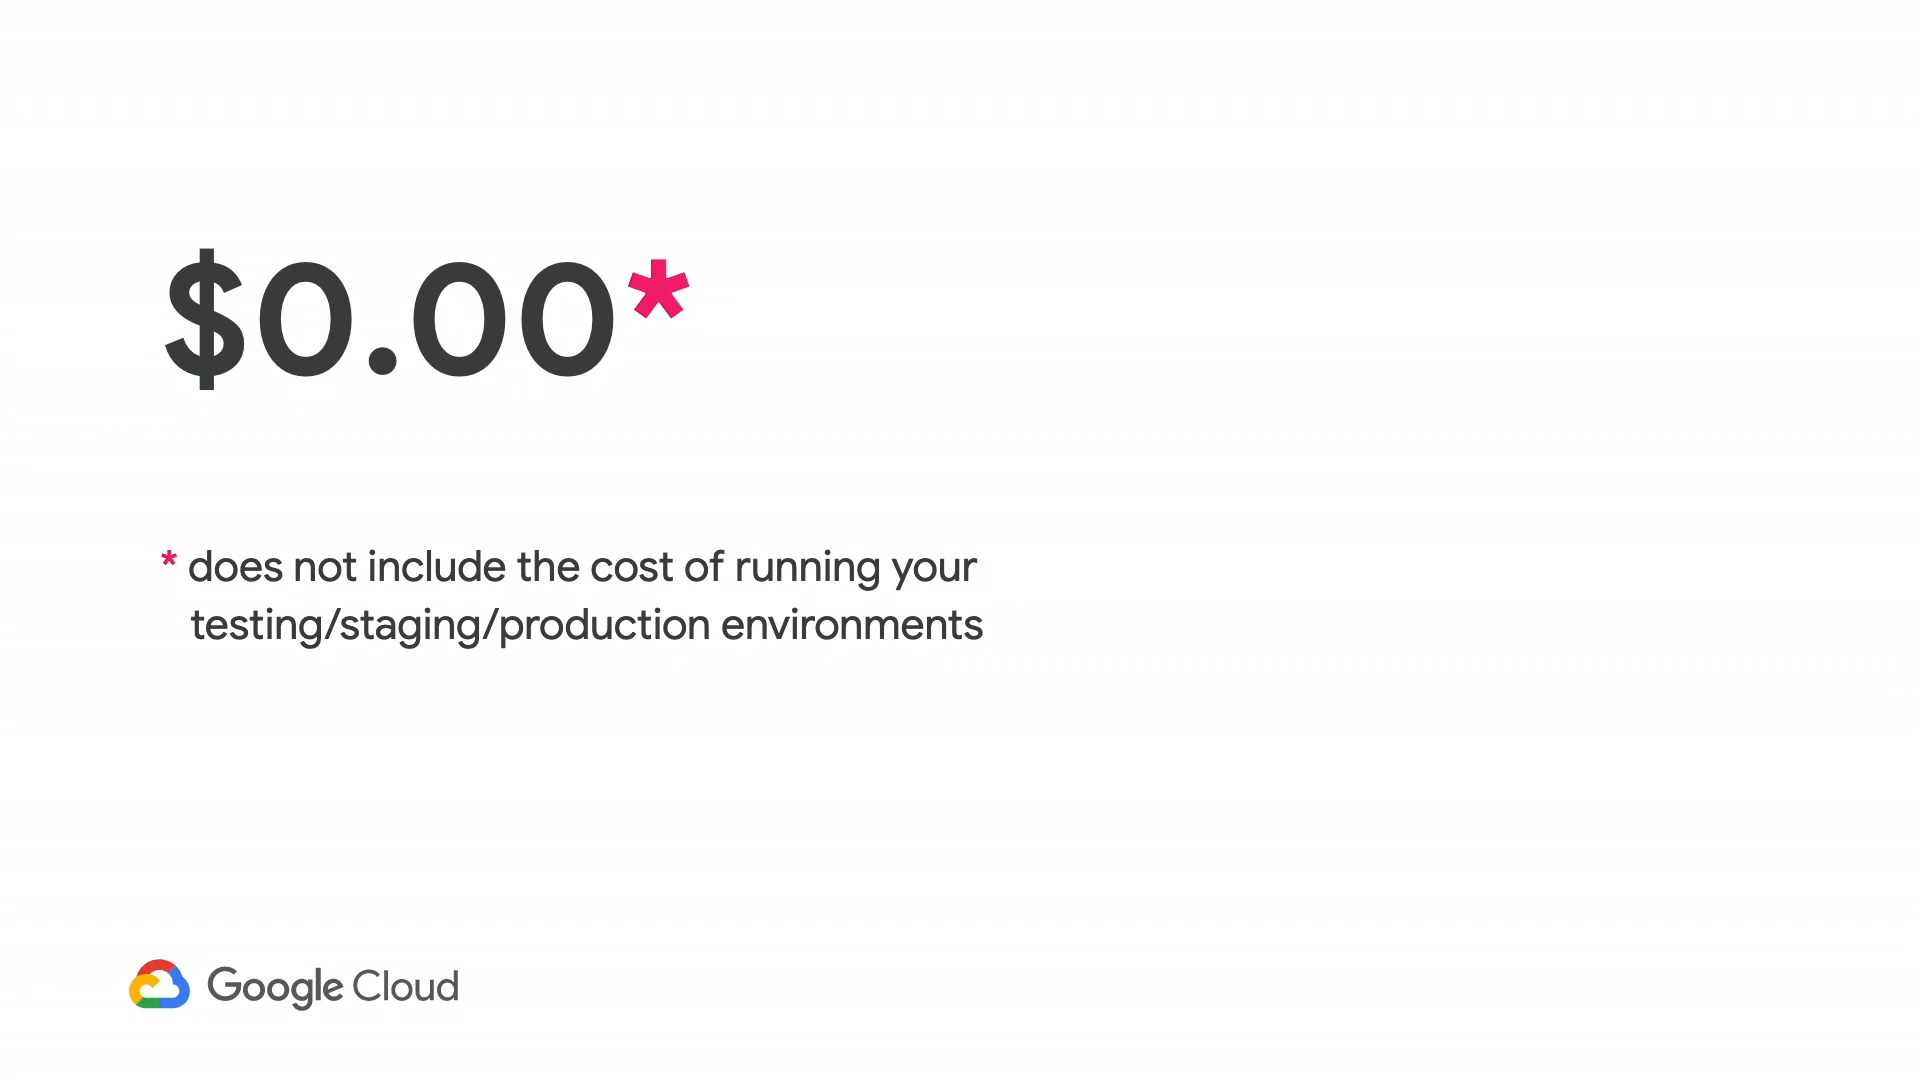 $0.00*
* does not include the cost of running your
testing/staging/production environments
Google Cloud